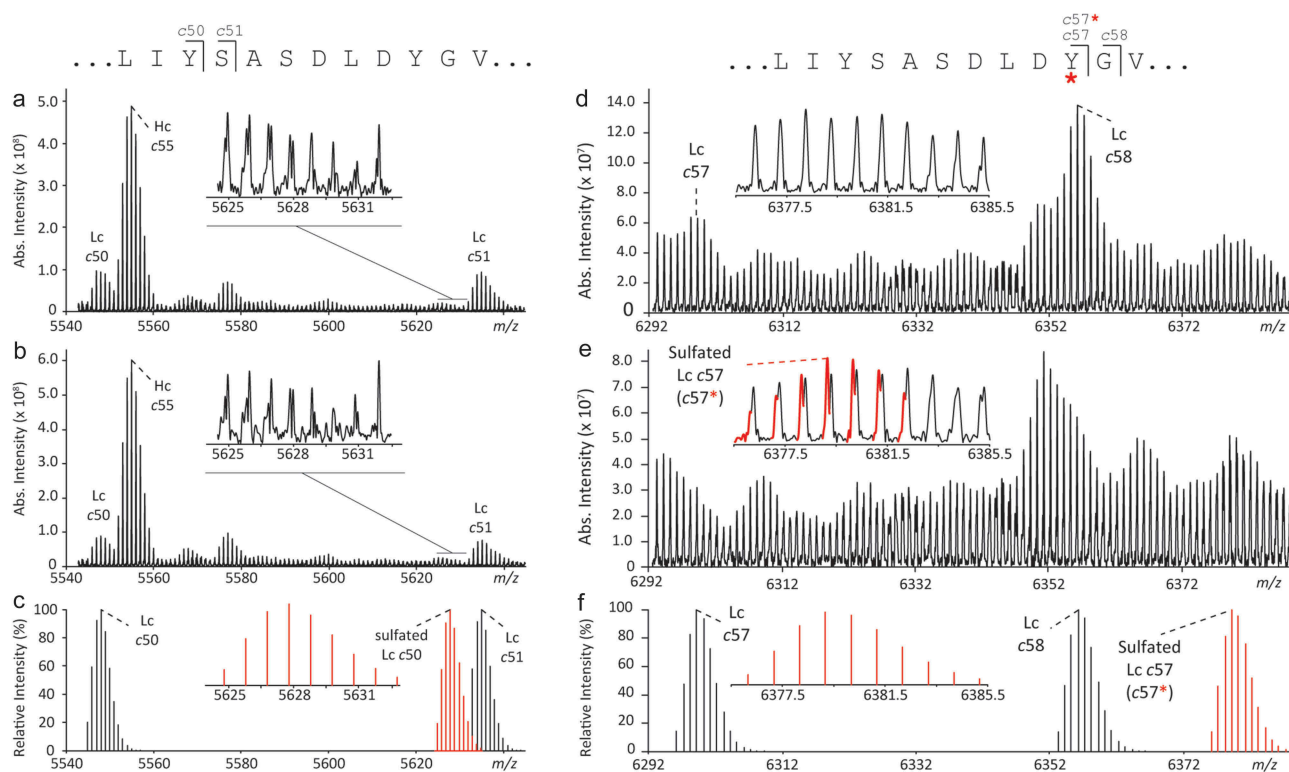 c50 c51
...L I Y S A S D L D Y G V...
c57*
c57 c58
...L I Y S A S D L D Y G V...
*
a
Abs. Intensity (x 10⁸)
5.0
4.0
3.0
2.0
1.0
0
Hc
c55
Lc
c50
Lc
c51
5625 5628 5631
5540 5560 5580 5600 5620 m/z
b
Abs. Intensity (x 10⁸)
6.0
5.0
4.0
3.0
2.0
1.0
0
Hc
c55
Lc
c50
Lc
c51
5625 5628 5631
5540 5560 5580 5600 5620 m/z
c
Relative Intensity (%)
100
80
60
40
20
0
Lc
c50
sulfated
Lc c50
Lc
c51
5625 5628 5631
5540 5560 5580 5600 5620 m/z
d
Abs. Intensity (x 10⁷)
14.0
12.0
10.0
8.0
6.0
4.0
2.0
0
Lc
c57
Lc
c58
6377.5 6381.5 6385.5
6292 6312 6332 6352 6372 m/z
e
Abs. Intensity (x 10⁷)
8.0
7.0
6.0
5.0
4.0
3.0
2.0
1.0
0
Sulfated
Lc c57
(c57*)
6377.5 6381.5 6385.5
6292 6312 6332 6352 6372 m/z
f
Relative Intensity (%)
100
80
60
40
20
0
Lc
c57
Lc
c58
Sulfated
Lc c57
(c57*)
6377.5 6381.5 6385.5
6292 6312 6332 6352 6372 m/z